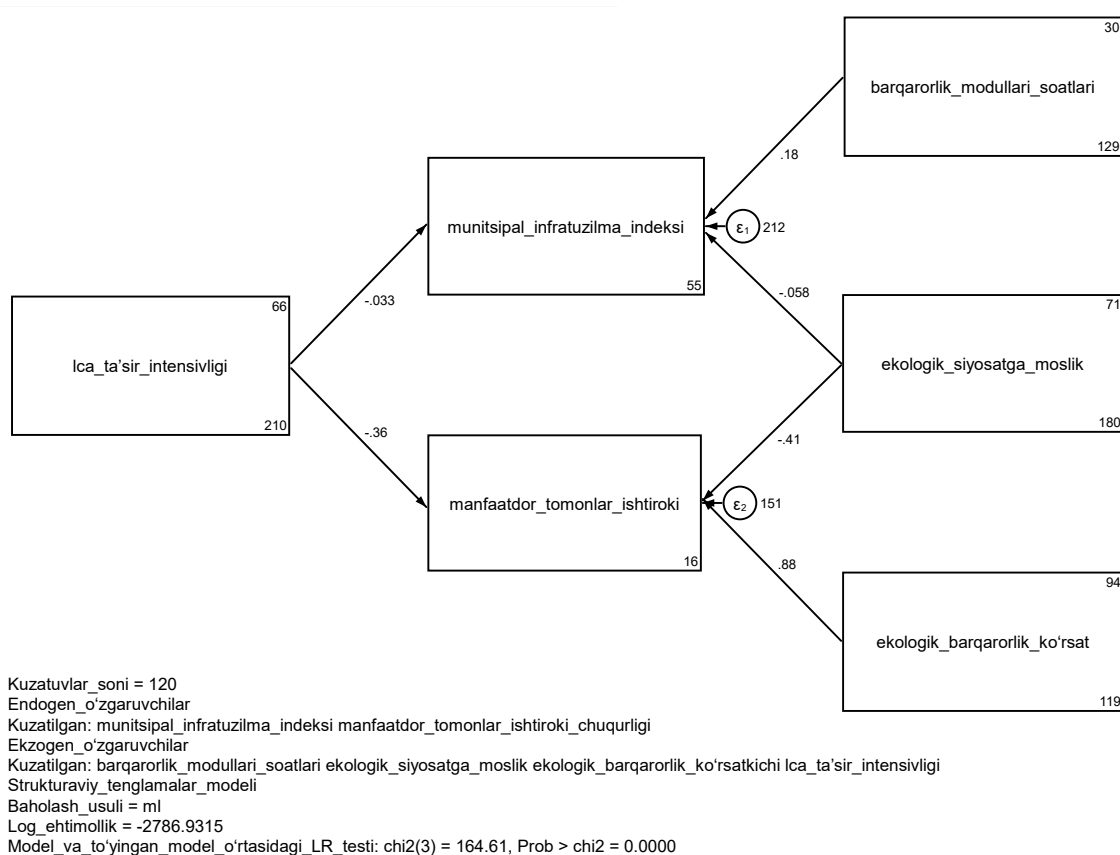 30
barqarorlik_modullari_soatlari
129
.18
munitsipal_infratuzilma_indeksi
55
ε₁ 212
-.033
-.058
66
lca_ta’sir_intensivligi
210
71
ekologik_siyosatga_moslik
180
-.36
-.41
manfaatdor_tomonlar_ishtiroki
16
ε₂ 151
.88
94
ekologik_barqarorlik_ko‘rsat
119
Kuzatuvlar_soni = 120
Endogen_o‘zgaruvchilar
Kuzatilgan: munitsipal_infratuzilma_indeksi manfaatdor_tomonlar_ishtiroki_chuqurligi
Ekzogen_o‘zgaruvchilar
Kuzatilgan: barqarorlik_modullari_soatlari ekologik_siyosatga_moslik ekologik_barqarorlik_ko‘rsatkichi lca_ta’sir_intensivligi
Strukturaviy_tenglamalar_modeli
Baholash_usuli = ml
Log_ehtimollik = -2786.9315
Model_va_to‘yingan_model_o‘rtasidagi_LR_testi: chi2(3) = 164.61, Prob > chi2 = 0.0000